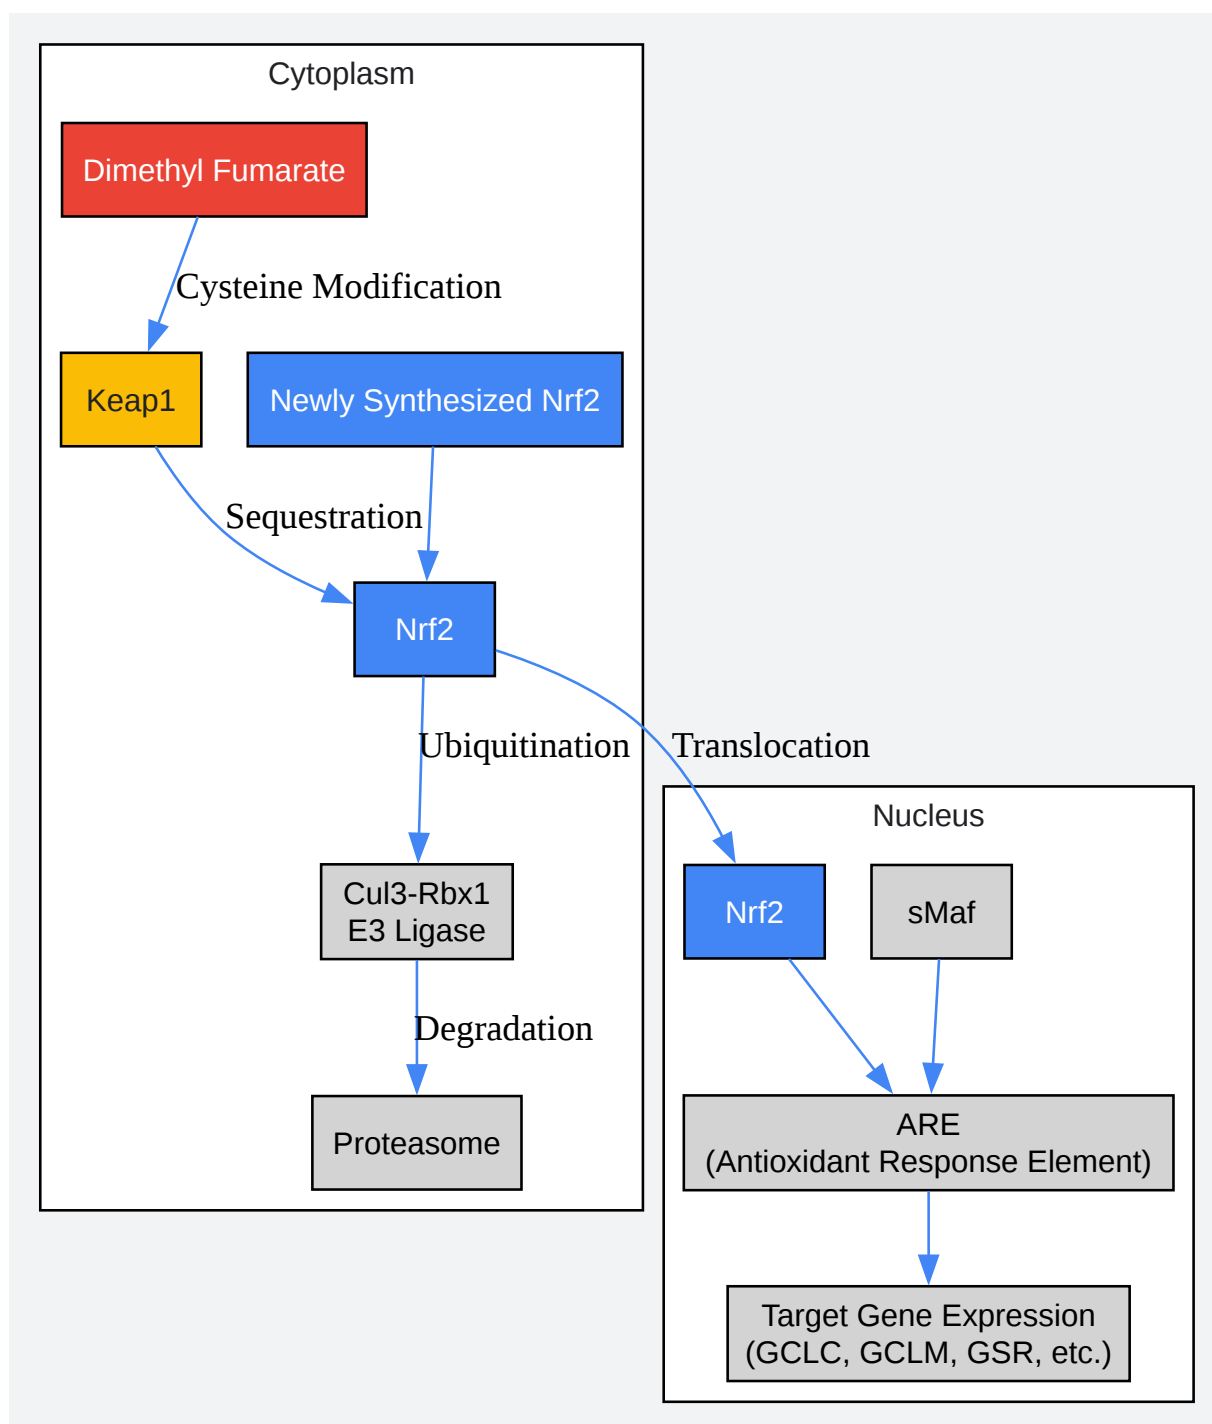 Cytoplasm
Dimethyl Fumarate
Cysteine Modification
Keap1
Newly Synthesized Nrf2
Sequestration
Nrf2
Ubiquitination
Translocation
Nucleus
Cul3-Rbx1
E3 Ligase
Nrf2
sMaf
Degradation
Proteasome
ARE
(Antioxidant Response Element)
Target Gene Expression
(GCLC, GCLM, GSR, etc.)